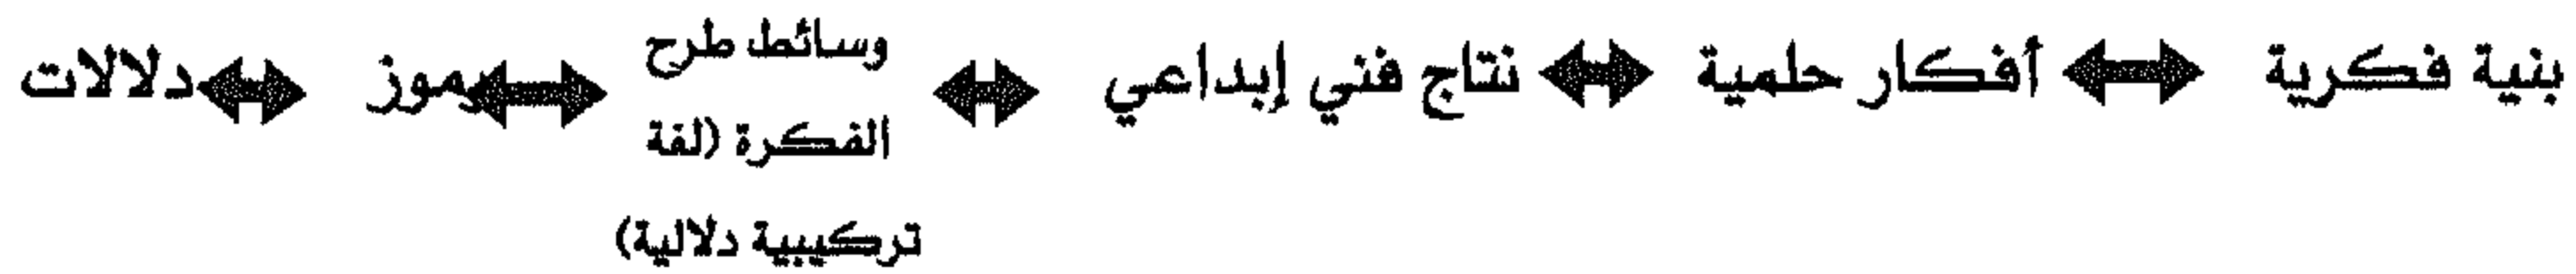 بنية فكرية ⟺ أفكار حلمية ⟺ نتاج فني إبداعي ⟺ وسائط طرح
الفكرة (لغة
تركيبية دلالية) ⟺ رموز ⟺ دلالات